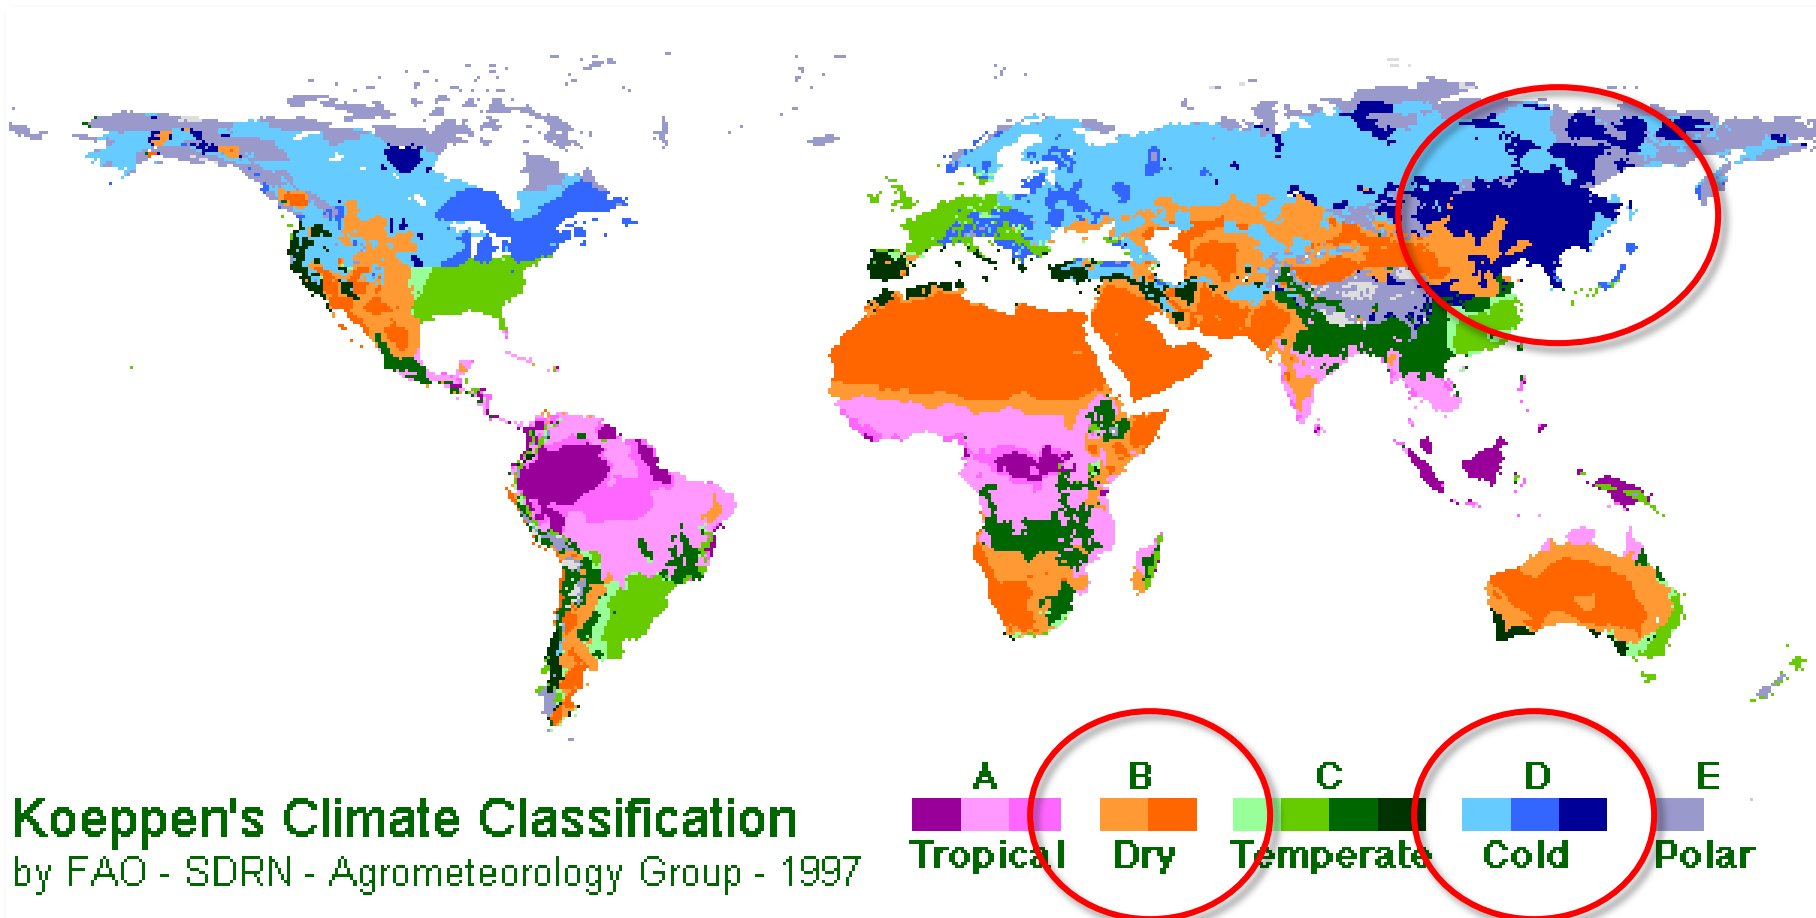 Koeppen's Climate Classification
by FAO - SDRN - Agrometeorology Group - 1997
A B C D E
Tropical Dry Temperate Cold Polar